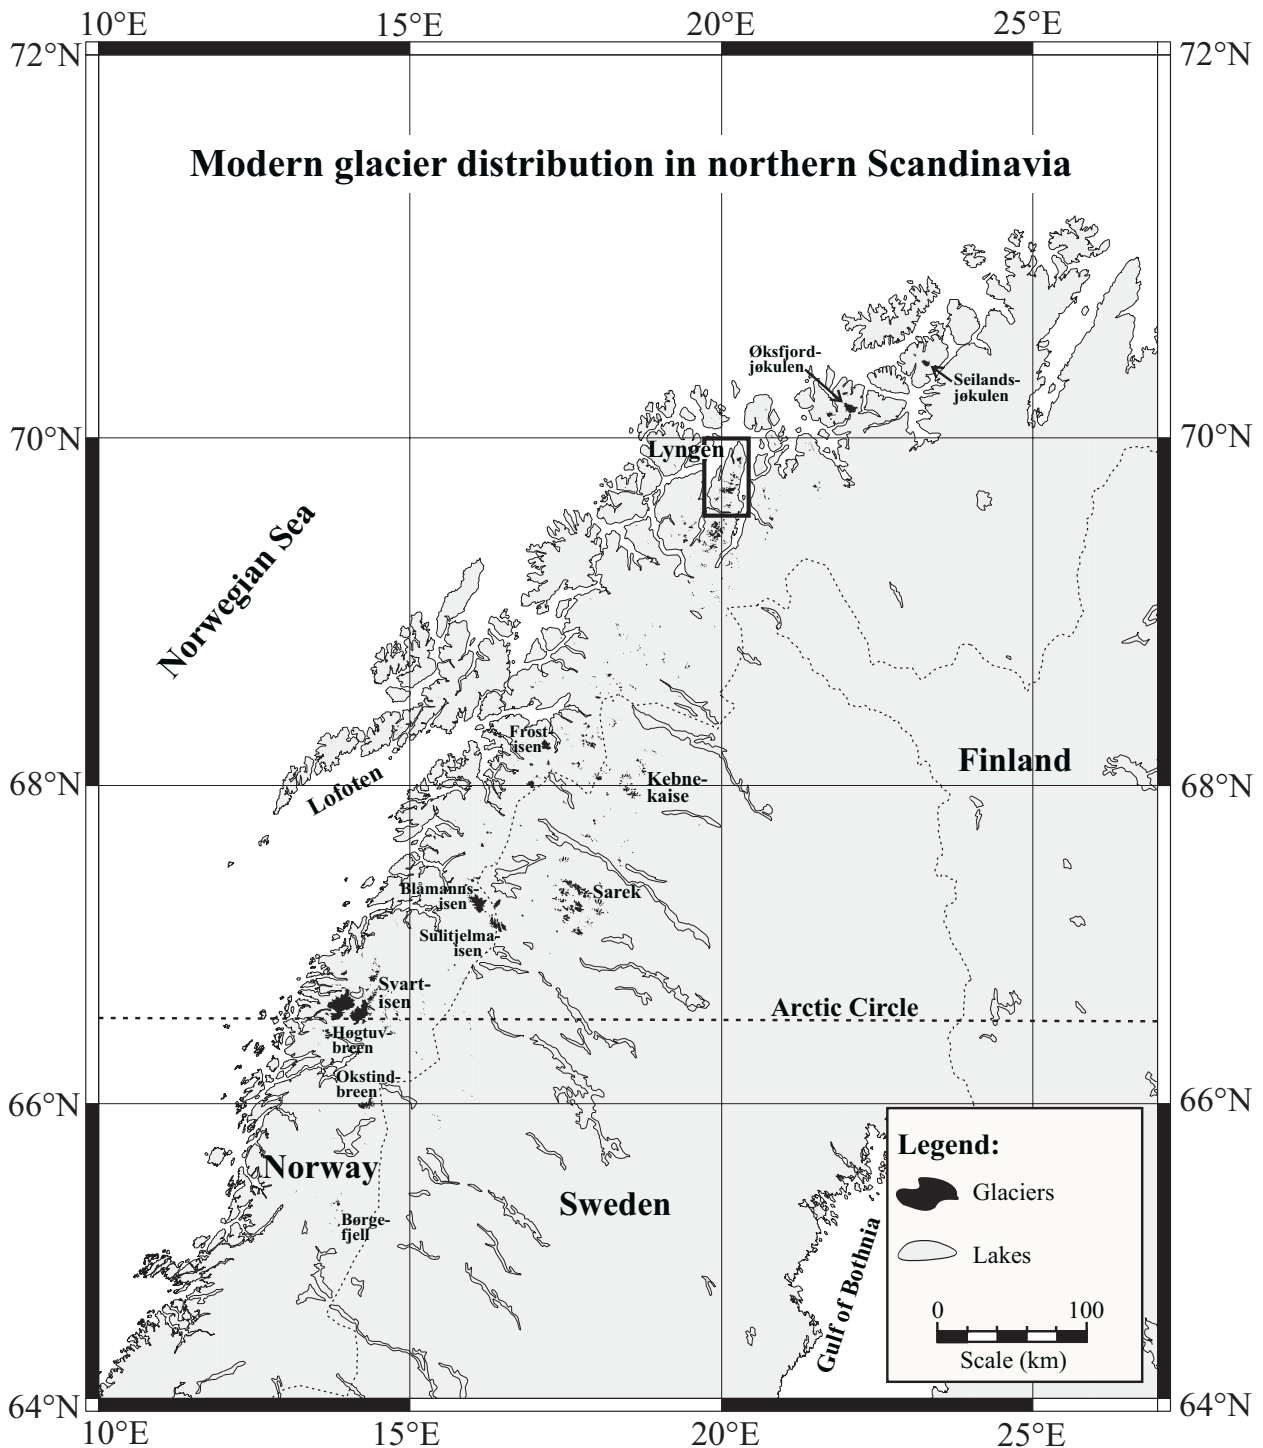 10°E 15°E 20°E 25°E
72°N 72°N
Modern glacier distribution in northern Scandinavia
Øksfjord-
jøkulen
Seilands-
jøkulen
70°N 70°N
Lyngen
Norwegian Sea
Frost-
isen
Finland
Lofoten
Kebne-
kaise
68°N 68°N
Blåmanns-
isen
Sarek
Sulitjelma-
isen
Svart-
isen
Arctic Circle
Høgtuv-
breen
Okstind-
breen
66°N 66°N
Norway
Sweden
Børge-
fjell
Gulf of Bothnia
Legend:
Glaciers
Lakes
0 100
Scale (km)
64°N 64°N
10°E 15°E 20°E 25°E